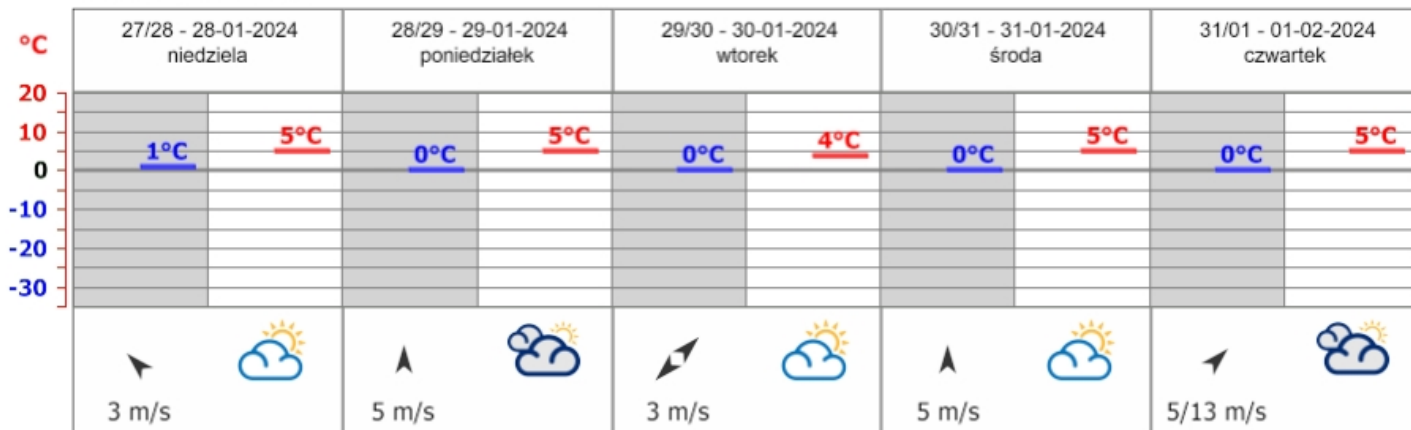 °C
27/28 - 28-01-2024
niedziela
28/29 - 29-01-2024
poniedziałek
29/30 - 30-01-2024
wtorek
30/31 - 31-01-2024
środa
31/01 - 01-02-2024
czwartek
20
10
0
-10
-20
-30
1°C
5°C
0°C
5°C
0°C
4°C
0°C
5°C
0°C
5°C
3 m/s
5 m/s
3 m/s
5 m/s
5/13 m/s